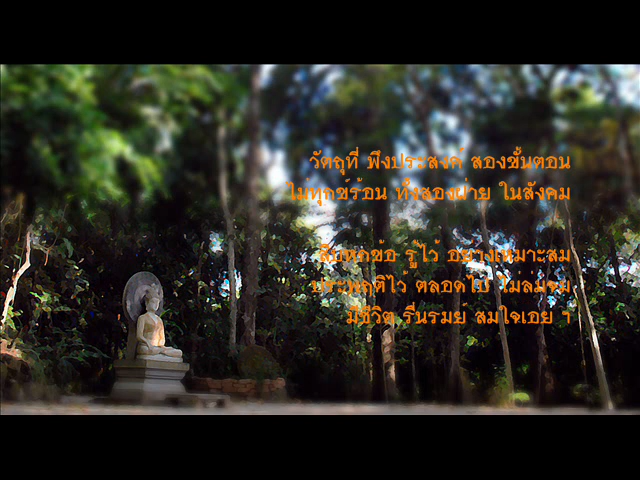 วัตถุที่ พึงประสงค์ สองขั้นตอน
ไม่ทุกข์ร้อน ทั้งสองฝ่าย ในสังคม
สิบหกข้อ รู้ไว้ อย่างเหมาะสม
ประพฤติไว้ ตลอดไป ไม่ล่มจม
มีชีวิต รื่นรมย์ สมใจเอย ฯ